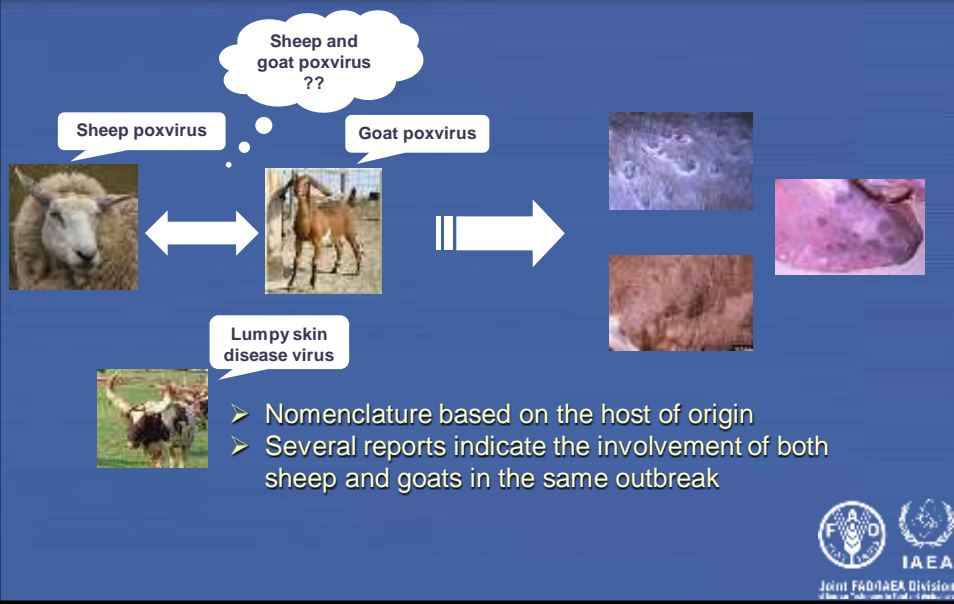 Sheep and
goat poxvirus
??
Sheep poxvirus
Goat poxvirus
Lumpy skin
disease virus
Nomenclature based on the host of origin
Several reports indicate the involvement of both
sheep and goats in the same outbreak
FAO
IAEA
Joint FAO/IAEA Division